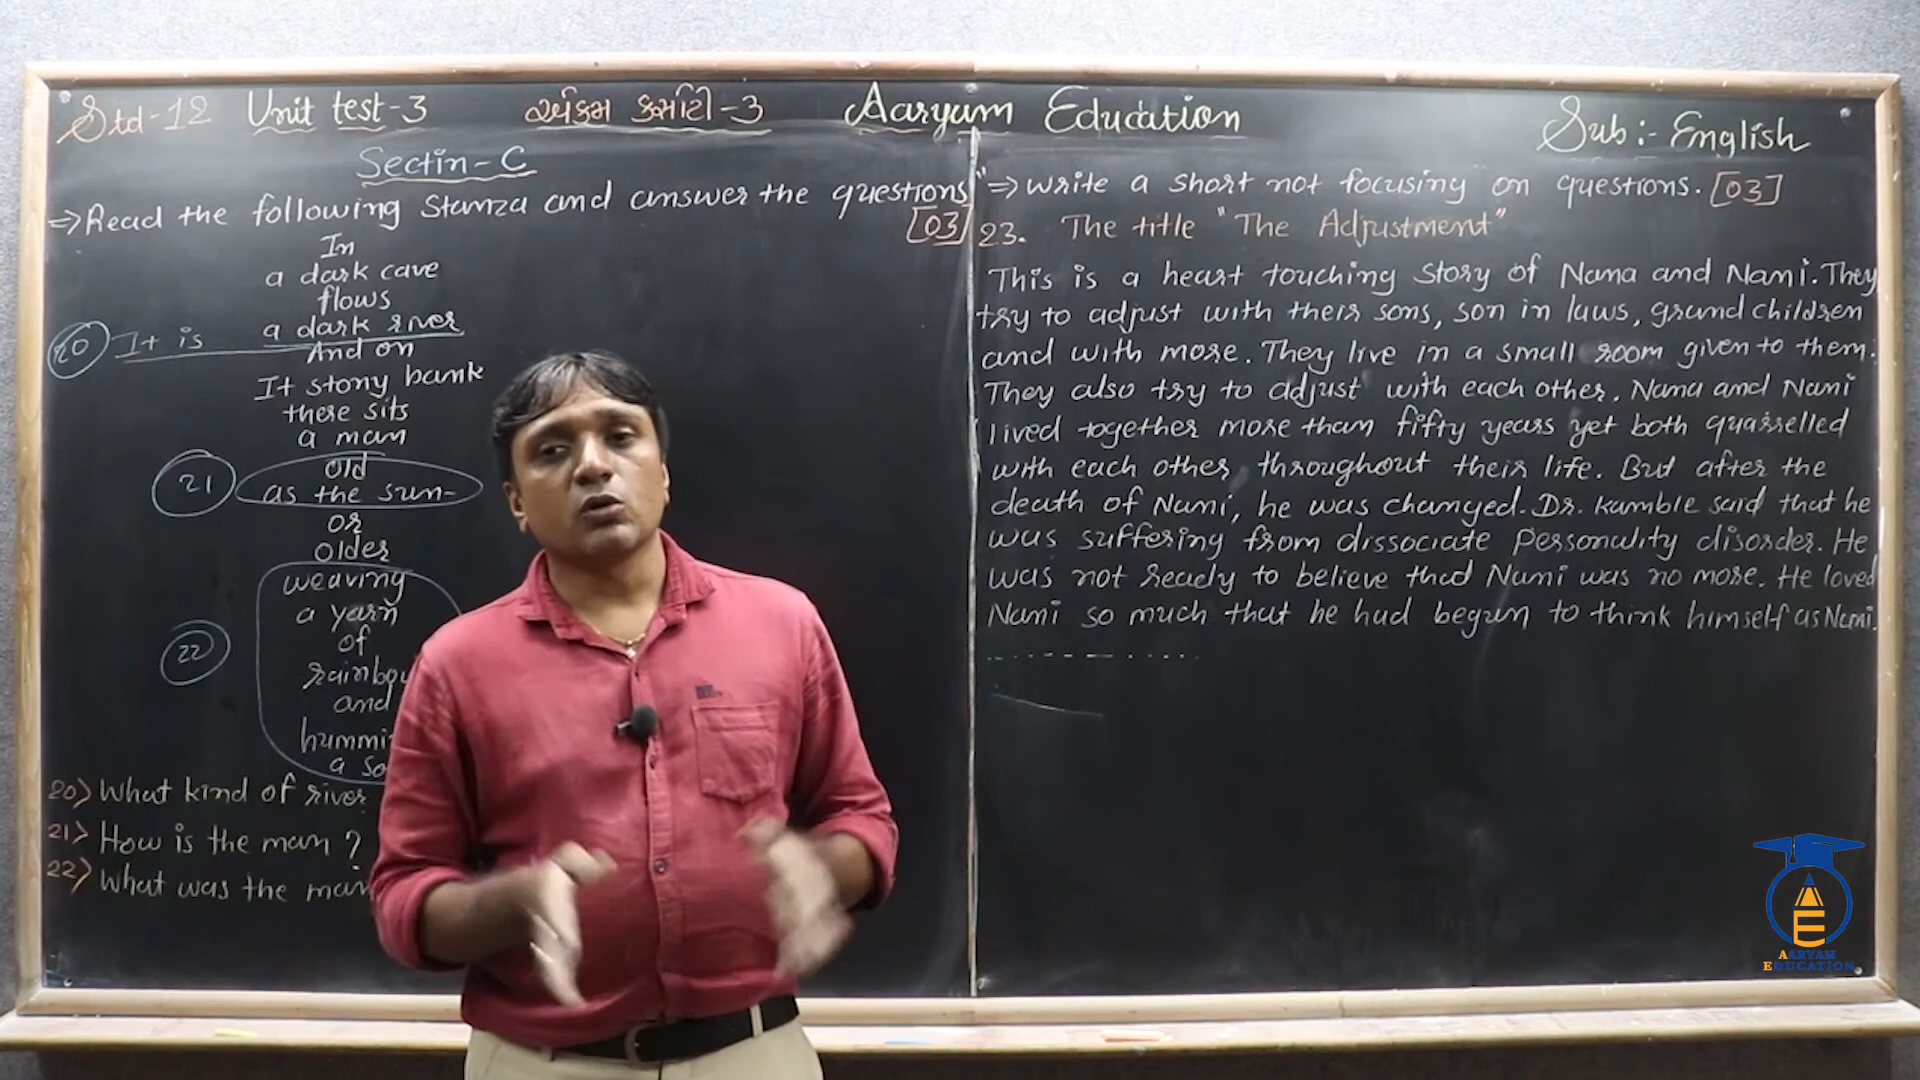 Std-12 Unit test-3 એકમ કસોટી-3 Aaryam Education Sub:- English
Sectin-C
⇒ Read the following Stanza and answer the questions
[03]
In
a dark cave
flows
20 It is a dark river
And on
It stony bank
there sits
a man
21 Old
as the sun-
or
older
weaving
a yarn
22 of
rainbow
and
hummi
a so
20) What kind of river
21) How is the man ?
22) What was the man
"⇒ write a short not focusing on questions. [03]
23. The title "The Adjustment"
This is a heart touching story of Nana and Nani. They
try to adjust with their sons, son in laws, grand children
and with more. They live in a small room given to them.
They also try to adjust with each other. Nana and Nani
lived together more than fifty years yet both quarrelled
with each other throughout their life. But after the
death of Nani, he was changed. Dr. Kamble said that he
was suffering from dissociate Personality disorder. He
was not ready to believe that Nani was no more. He loved
Nani so much that he had begun to think himself as Nani.
AARYAM
EDUCATION